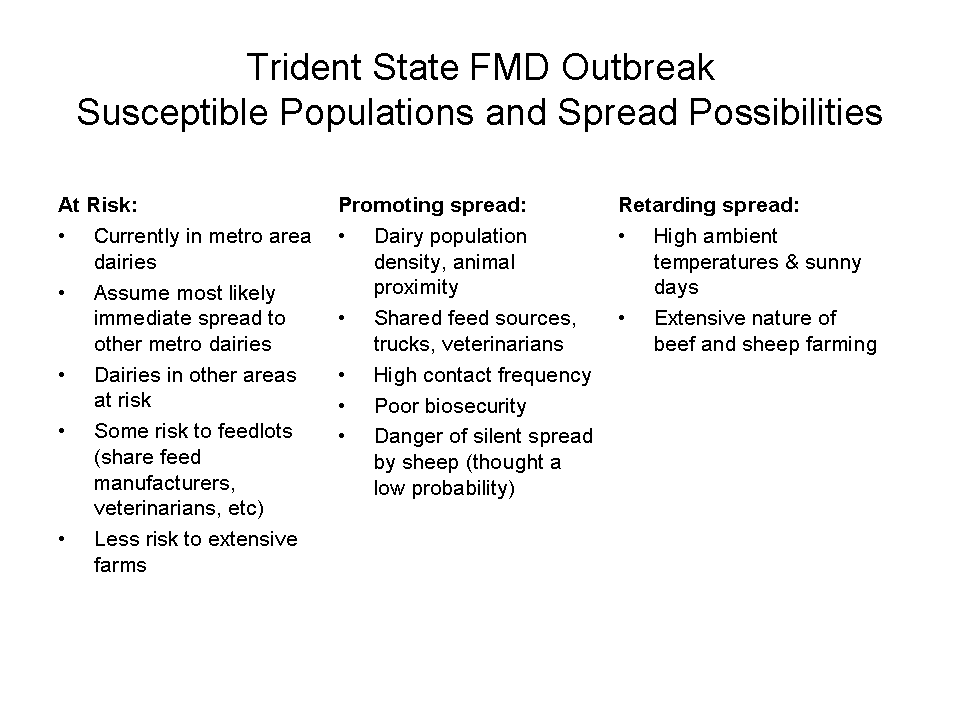 Trident State FMD Outbreak
Susceptible Populations and Spread Possibilities
At Risk:
• Currently in metro area
dairies
• Assume most likely
immediate spread to
other metro dairies
• Dairies in other areas
at risk
• Some risk to feedlots
(share feed
manufacturers,
veterinarians, etc)
• Less risk to extensive
farms
Promoting spread:
• Dairy population
density, animal
proximity
• Shared feed sources,
trucks, veterinarians
• High contact frequency
• Poor biosecurity
• Danger of silent spread
by sheep (thought a
low probability)
Retarding spread:
• High ambient
temperatures & sunny
days
• Extensive nature of
beef and sheep farming